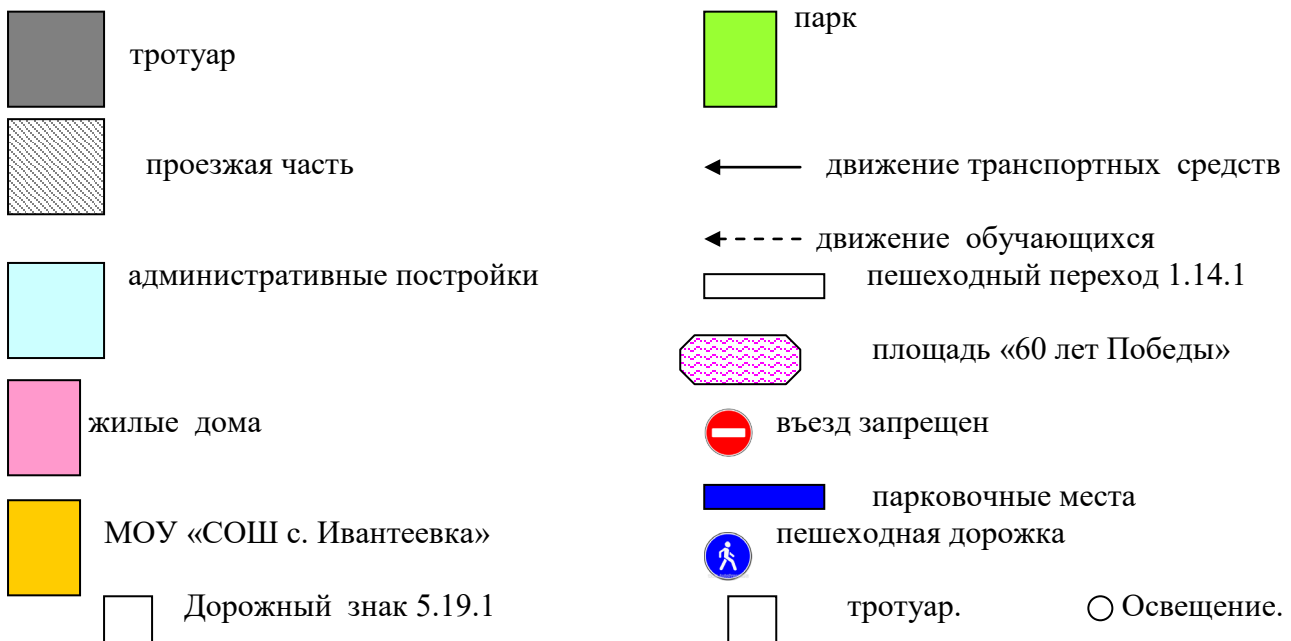 тротуар
проезжая часть
административные постройки
жилые дома
МОУ «СОШ с. Ивантеевка»
Дорожный знак 5.19.1
парк
движение транспортных средств
движение обучающихся
пешеходный переход 1.14.1
площадь «60 лет Победы»
въезд запрещен
парковочные места
пешеходная дорожка
тротуар.
Освещение.